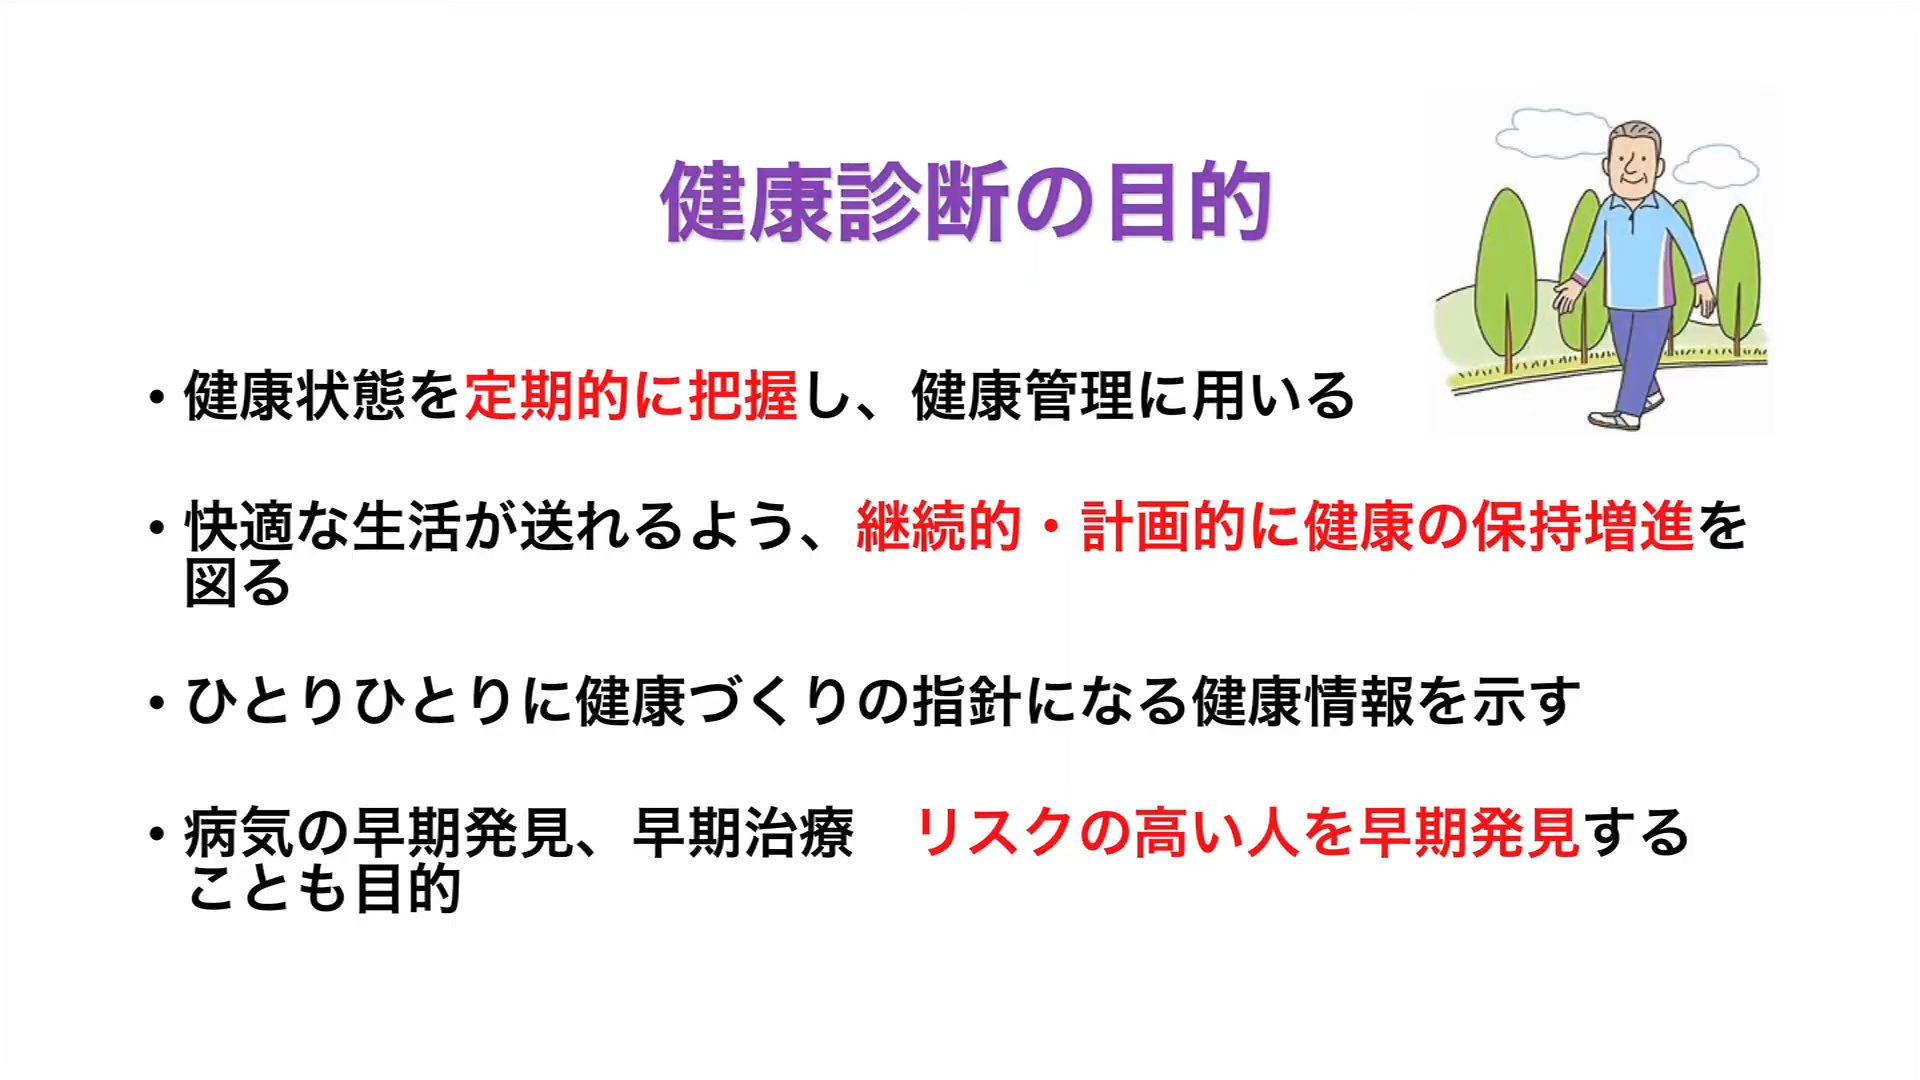 健康診断の目的
・健康状態を定期的に把握し、健康管理に用いる
・快適な生活が送れるよう、継続的・計画的に健康の保持増進を
図る
・ひとりひとりに健康づくりの指針になる健康情報を示す
・病気の早期発見、早期治療　リスクの高い人を早期発見する
ことも目的